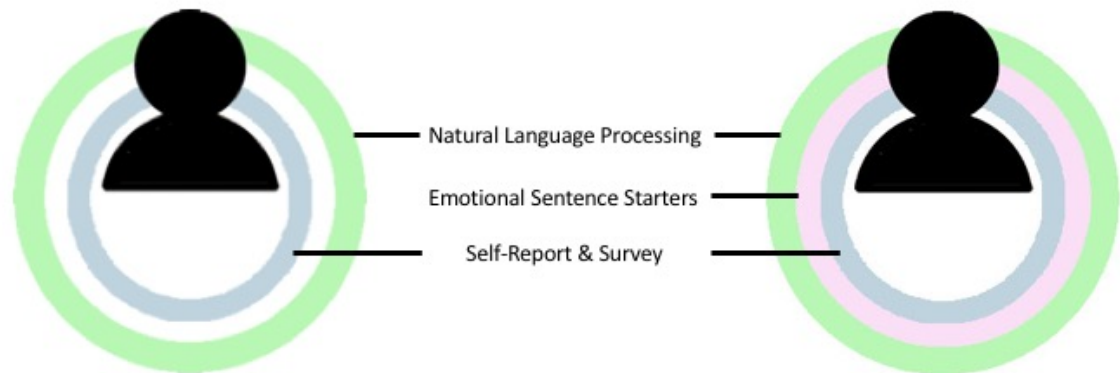 Natural Language Processing
Emotional Sentence Starters
Self-Report & Survey